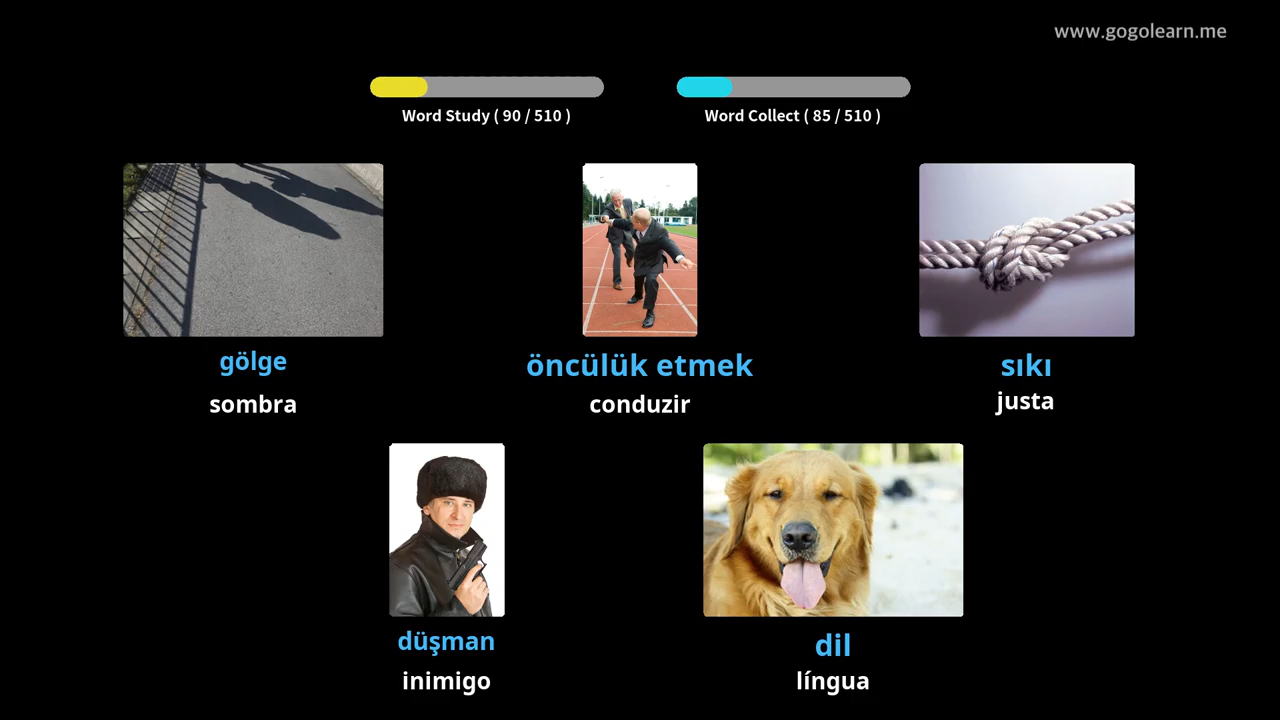 www.gogolearn.me
Word Study ( 90 / 510 )
Word Collect ( 85 / 510 )
gölge
sombra
öncülük etmek
conduzir
sıkı
justa
düşman
inimigo
dil
língua